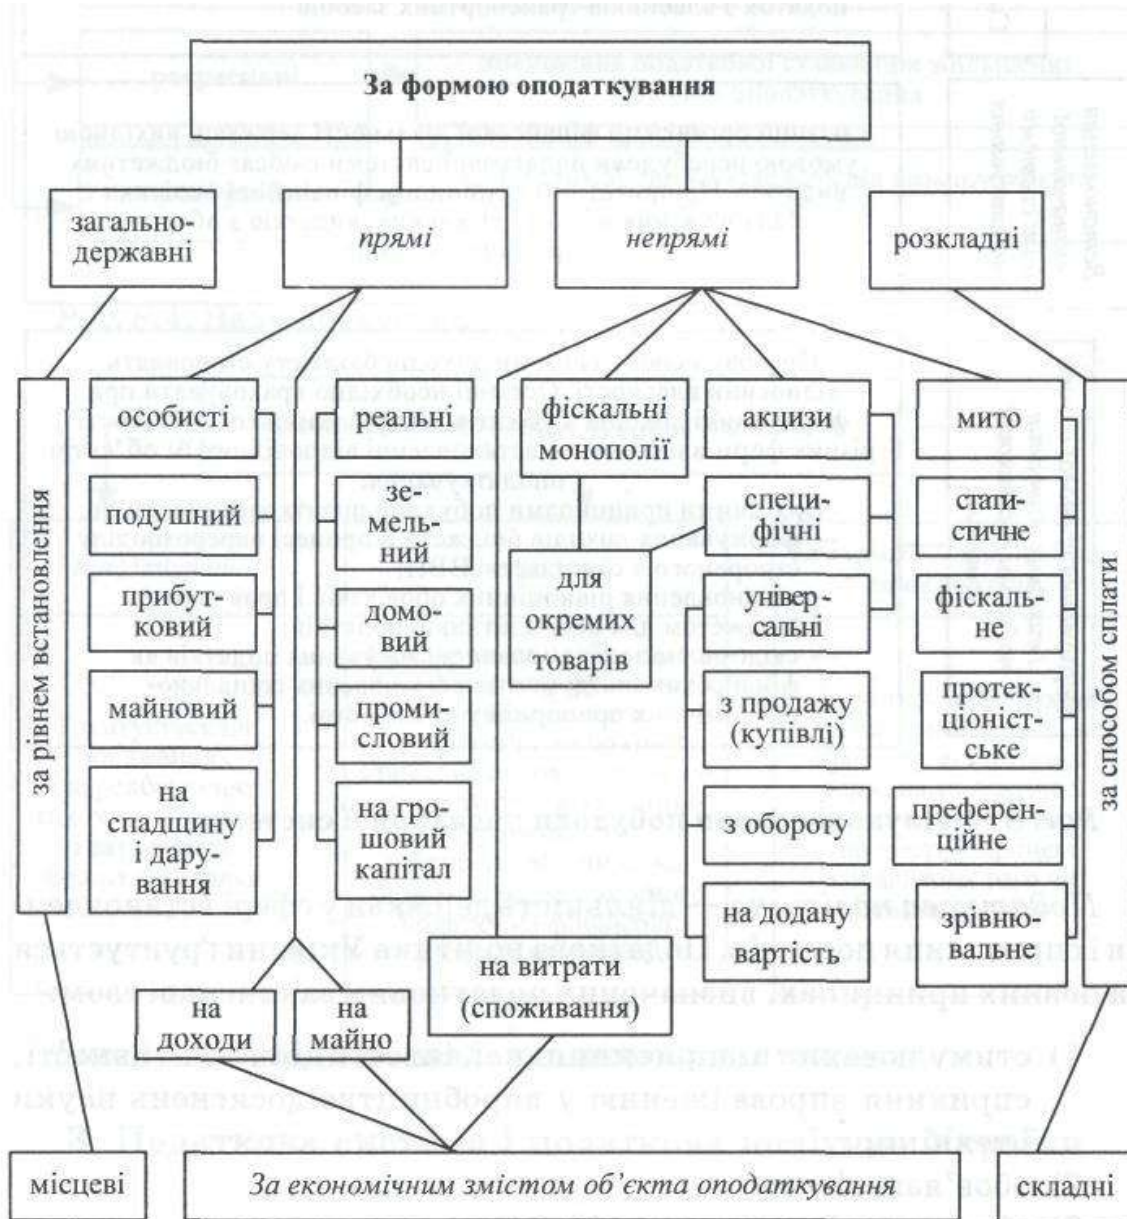 За формою оподаткування
загально-
державні
прямі
непрямі
розкладні
за рівнем встановлення
особисті
подушний
прибут-
ковий
майновий
на
спадщину
і дару-
вання
реальні
зе-
мель-
ний
домо-
вий
проми-
словий
на гро-
шовий
капітал
фіскальні
монополії
для
окремих
товарів
акцизи
специ-
фічні
універ-
сальні
з продажу
(купівлі)
з обороту
на додану
вартість
мито
стати-
стичне
фіскаль-
не
протек-
ціоніст-
ське
преферен-
ційне
зрівню-
вальне
за способом сплати
на
доходи
на
майно
на витрати
(споживання)
місцеві
За економічним змістом об’єкта оподаткування
складні